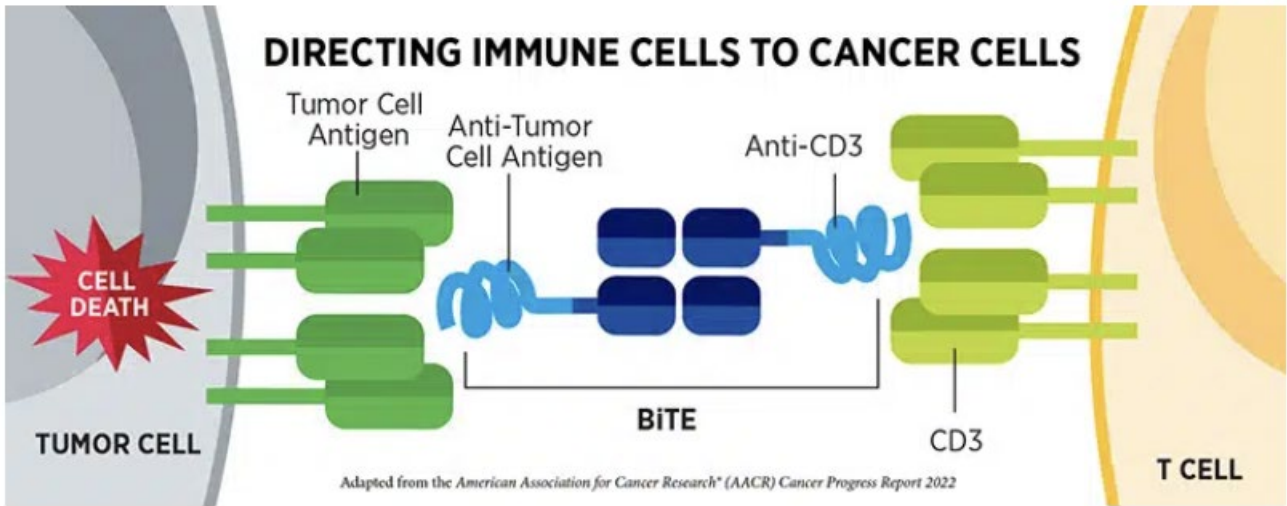 DIRECTING IMMUNE CELLS TO CANCER CELLS
Tumor Cell
Antigen
Anti-Tumor
Cell Antigen
Anti-CD3
CELL
DEATH
BiTE
CD3
TUMOR CELL
T CELL
Adapted from the American Association for Cancer Research® (AACR) Cancer Progress Report 2022